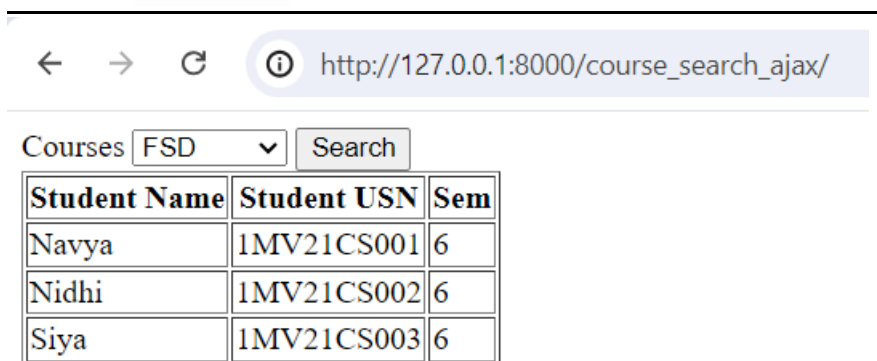 http://127.0.0.1:8000/course_search_ajax/
Courses FSD Search
Student Name Student USN Sem
Navya 1MV21CS001 6
Nidhi 1MV21CS002 6
Siya 1MV21CS003 6